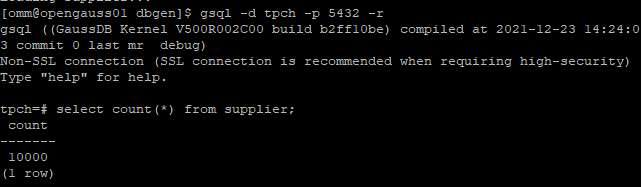 [omm@opengauss01 dbgen]$ gsql -d tpch -p 5432 -r
gsql ((GaussDB Kernel V500R002C00 build b2ff10be) compiled at 2021-12-23 14:24:0
3 commit 0 last mr  debug)
Non-SSL connection (SSL connection is recommended when requiring high-security)
Type "help" for help.
tpch=# select count(*) from supplier;
 count
-------
 10000
(1 row)